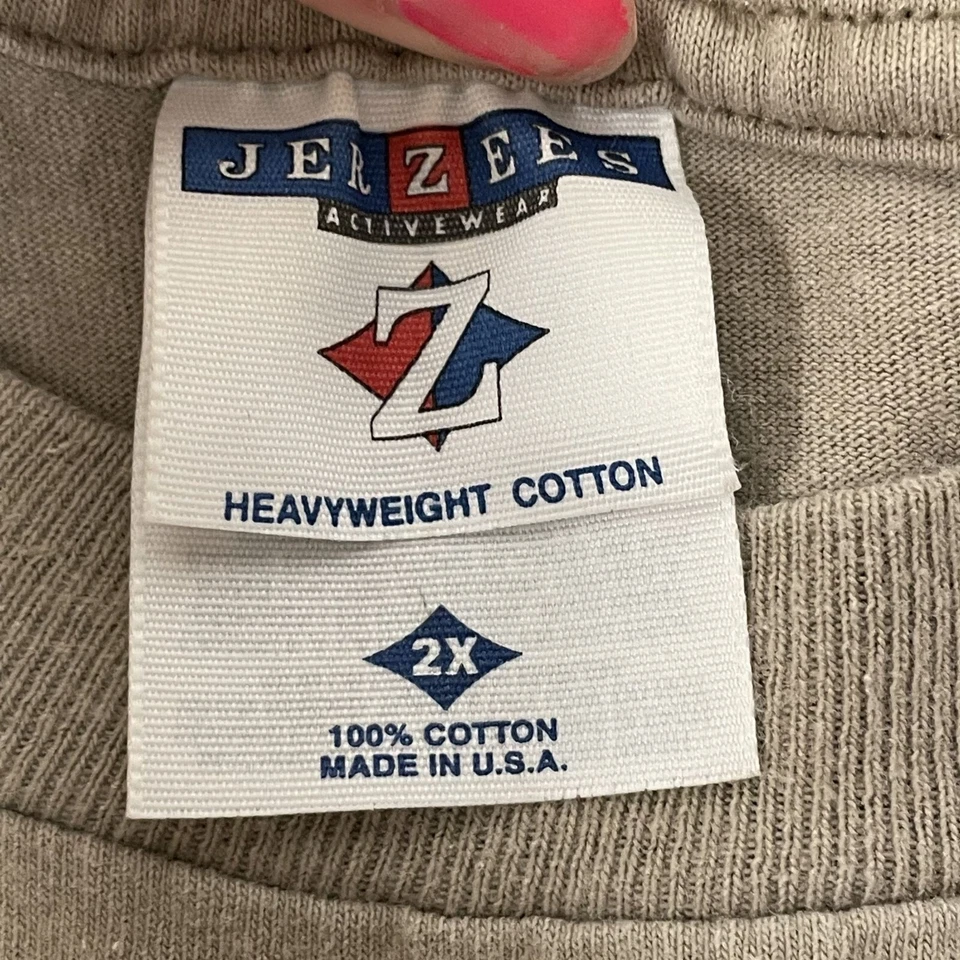 JERZEES
ACTIVEWEAR
Z
HEAVYWEIGHT COTTON
2X
100% COTTON
MADE IN U.S.A.